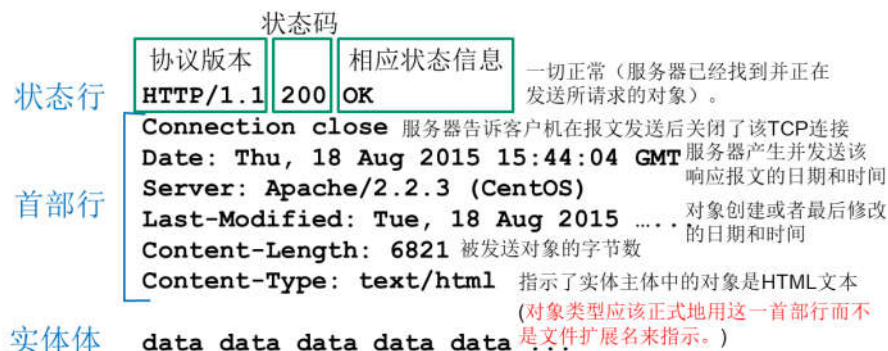 状态码
协议版本 相应状态信息
状态行 HTTP/1.1 200 OK 一切正常（服务器已经找到并正在
发送所请求的对象）。
Connection close 服务器告诉客户机在报文发送后关闭了该TCP连接
Date: Thu, 18 Aug 2015 15:44:04 GMT 服务器产生并发送该
响应报文的日期和时间
首部行 Server: Apache/2.2.3 (CentOS)
Last-Modified: Tue, 18 Aug 2015 ….. 对象创建或者最后修改
的日期和时间
Content-Length: 6821 被发送对象的字节数
Content-Type: text/html 指示了实体主体中的对象是HTML文本
(对象类型应该正式地用这一首部行而不
是文件扩展名来指示。)
实体体 data data data data data ...